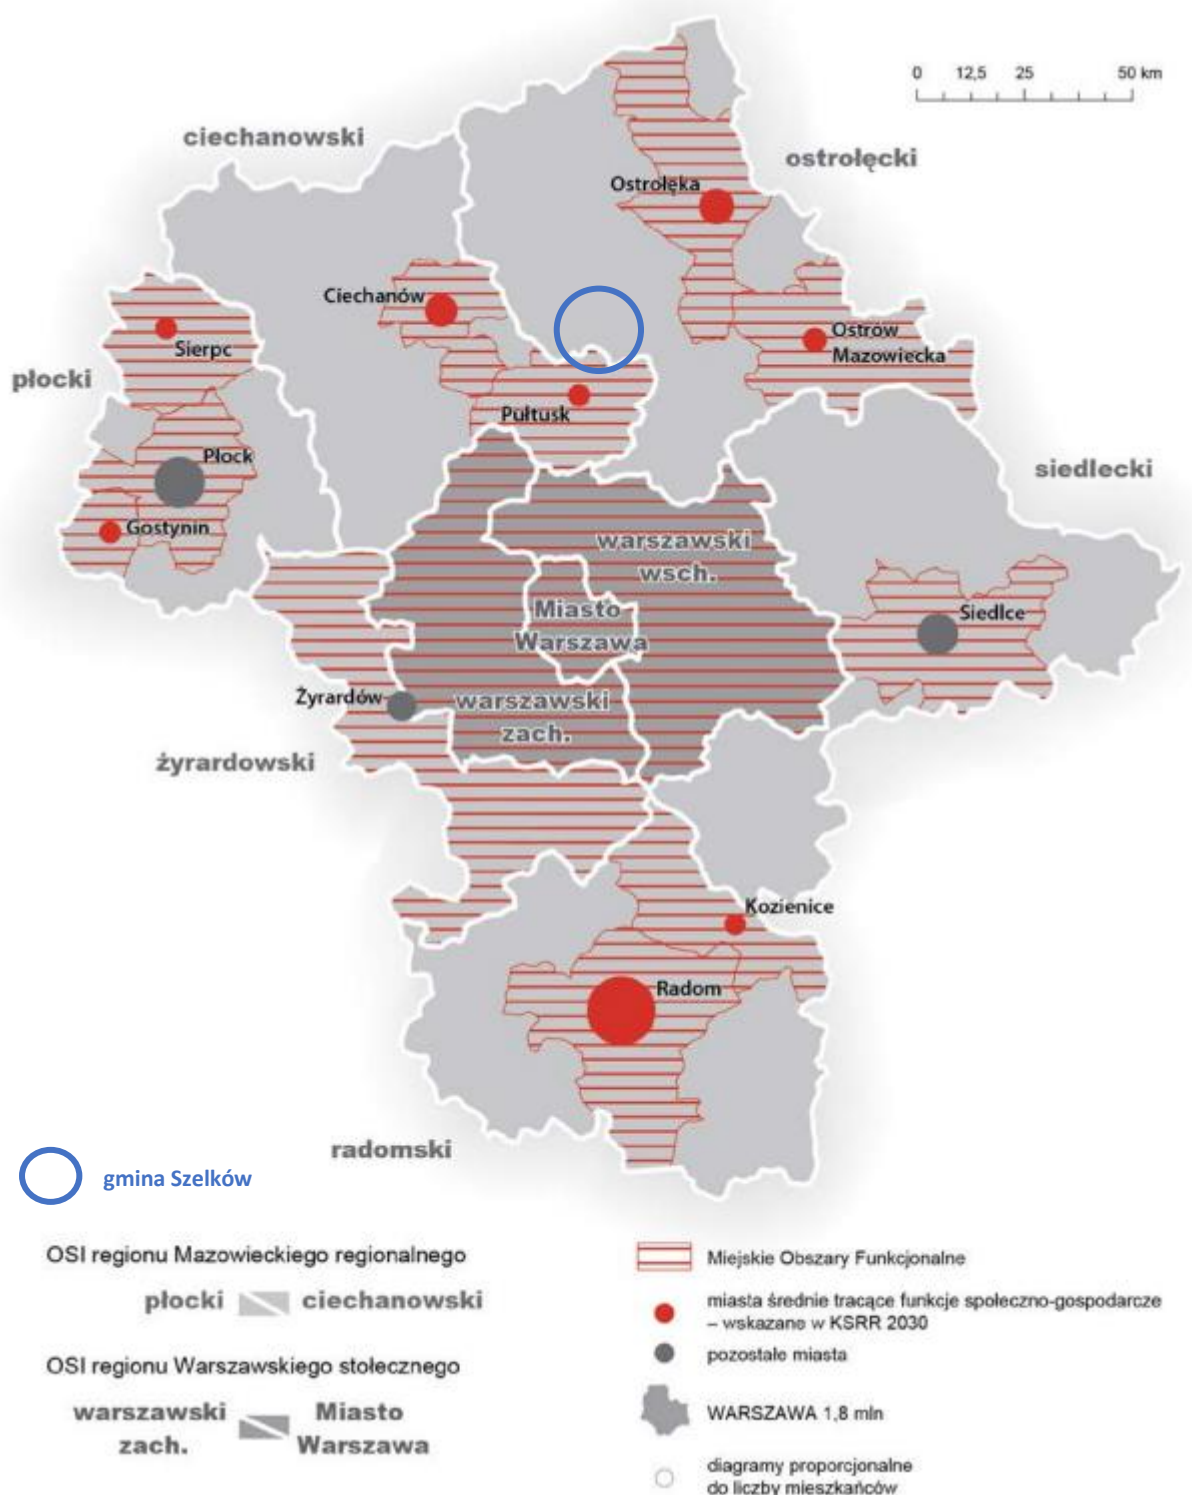 0 12,5 25 50 km
ciechanowski
ostrołęcki
Ostrołęka
Ciechanów
Ostrów
Mazowiecka
Sierpc
płocki
Pułtusk
Płock
siedlecki
Gostynin
warszawski
wsch.
Miasto
Warszawa
Siedlce
Żyrardów
warszawski
zach.
żyrardowski
Kozienice
Radom
radomski
gmina Szelków
OSI regionu Mazowieckiego regionalnego
płocki ciechanowski
OSI regionu Warszawskiego stołecznego
warszawski
zach.
Miasto
Warszawa
Miejskie Obszary Funkcjonalne
miasta średnie tracące funkcje społeczno-gospodarcze
– wskazane w KSRR 2030
pozostałe miasta
WARSZAWA 1,8 mln
diagramy proporcjonalne
do liczby mieszkańców